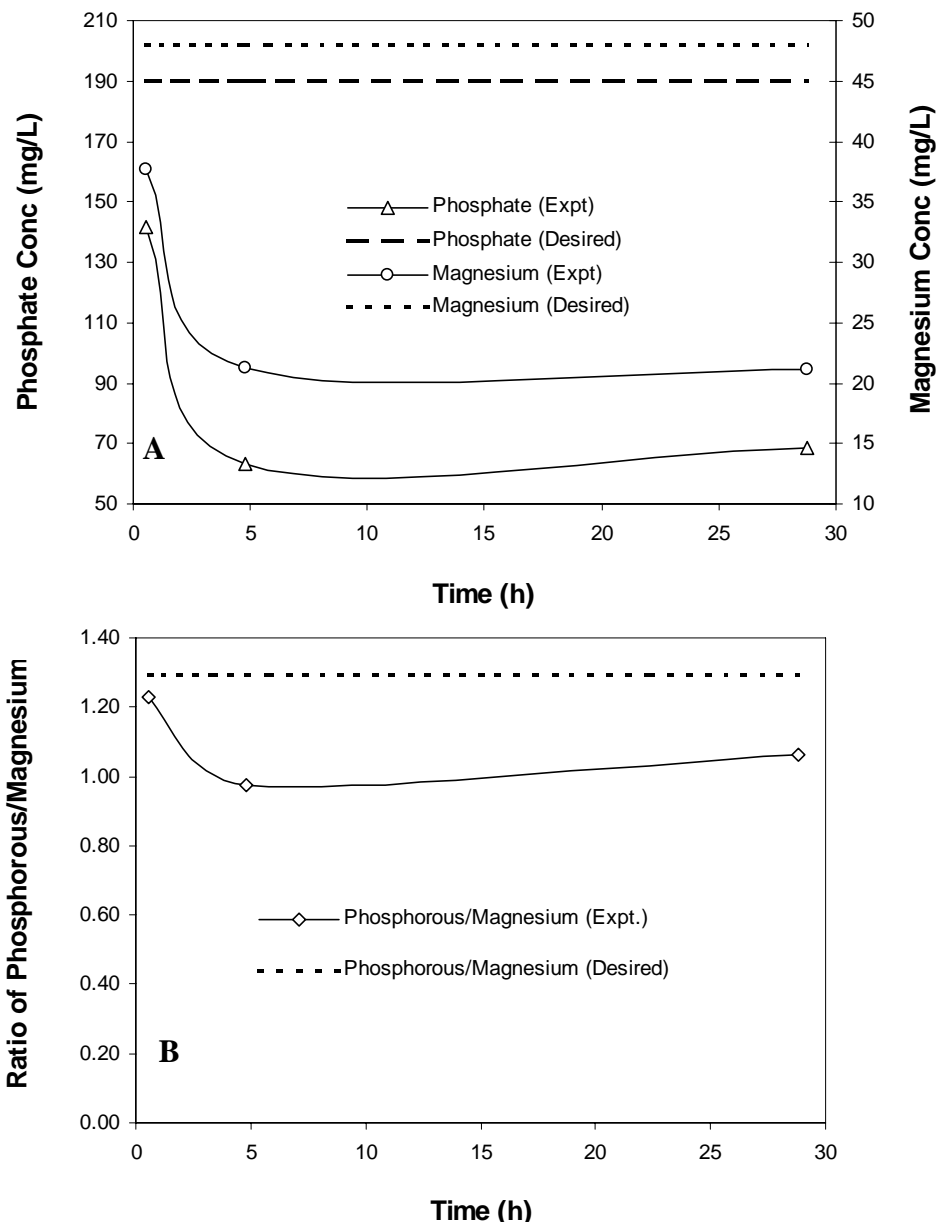 Phosphate Conc (mg/L)
210
190
170
150
130
110
90
70
50
Magnesium Conc (mg/L)
50
45
40
35
30
25
20
15
10
Phosphate (Expt)
Phosphate (Desired)
Magnesium (Expt)
Magnesium (Desired)
A
0 5 10 15 20 25 30
Time (h)
Ratio of Phosphorous/Magnesium
1.40
1.20
1.00
0.80
0.60
0.40
0.20
0.00
Phosphorous/Magnesium (Expt.)
Phosphorous/Magnesium (Desired)
B
0 5 10 15 20 25 30
Time (h)